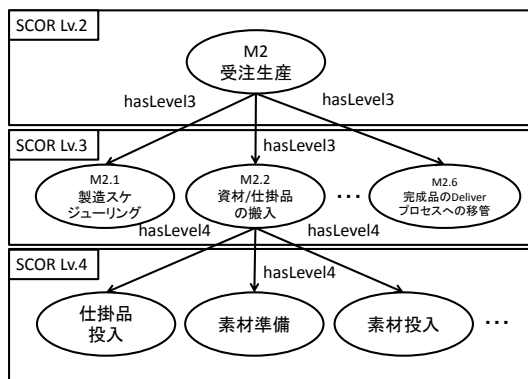 SCOR Lv.2
M2
受注生産
hasLevel3
hasLevel3
hasLevel3
SCOR Lv.3
M2.1
製造スケ
ジューリング
M2.2
資材/仕掛品
の搬入
･･･
M2.6
完成品のDeliver
プロセスへの移管
hasLevel4
hasLevel4
hasLevel4
SCOR Lv.4
仕掛品
投入
素材準備
素材投入
･･･